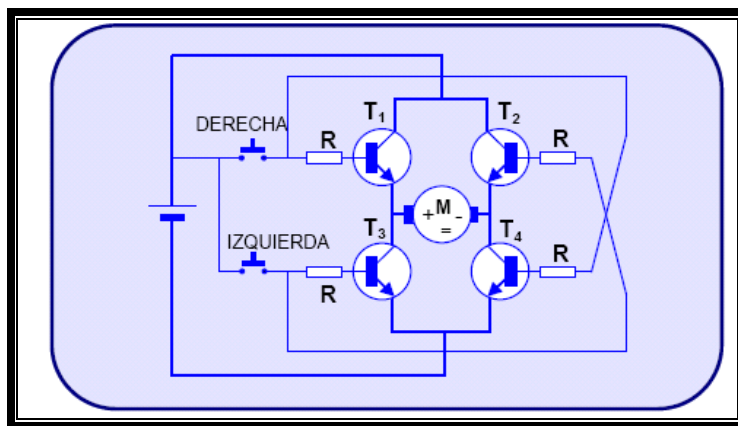 T1 T2
DERECHA
R R
+ M -
=
T3 T4
IZQUIERDA
R R